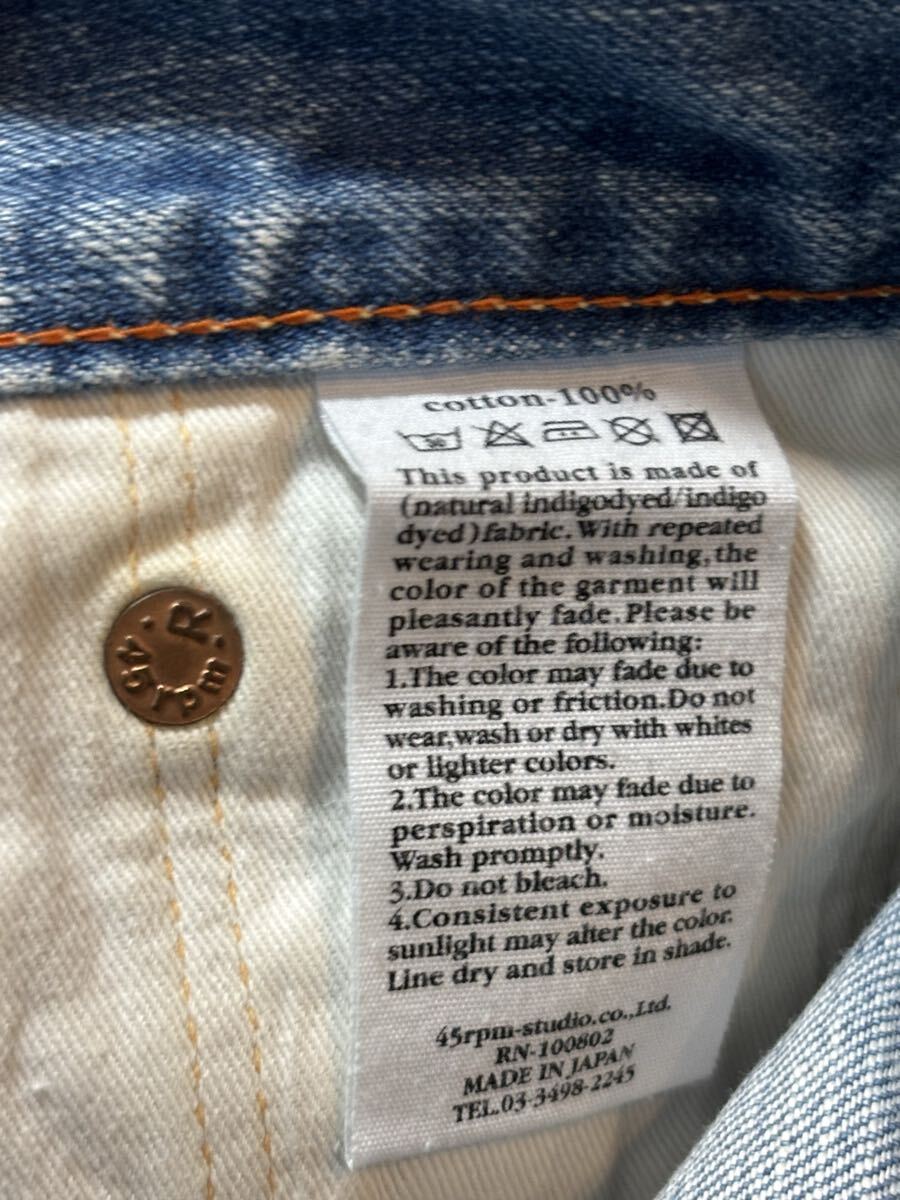 cotton-100%
This product is made of
(natural indigodyed/indigo
dyed)fabric.With repeated
wearing and washing,the
color of the garment will
pleasantly fade.Please be
aware of the following:
1.The color may fade due to
washing or friction.Do not
wear,wash or dry with whites
or lighter colors.
2.The color may fade due to
perspiration or moisture.
Wash promptly.
3.Do not bleach.
4.Consistent exposure to
sunlight may alter the color.
Line dry and store in shade.
45rpm-studio.co.,Ltd.
RN-100802
MADE IN JAPAN
TEL.03-3498-2245
45rpm·R·